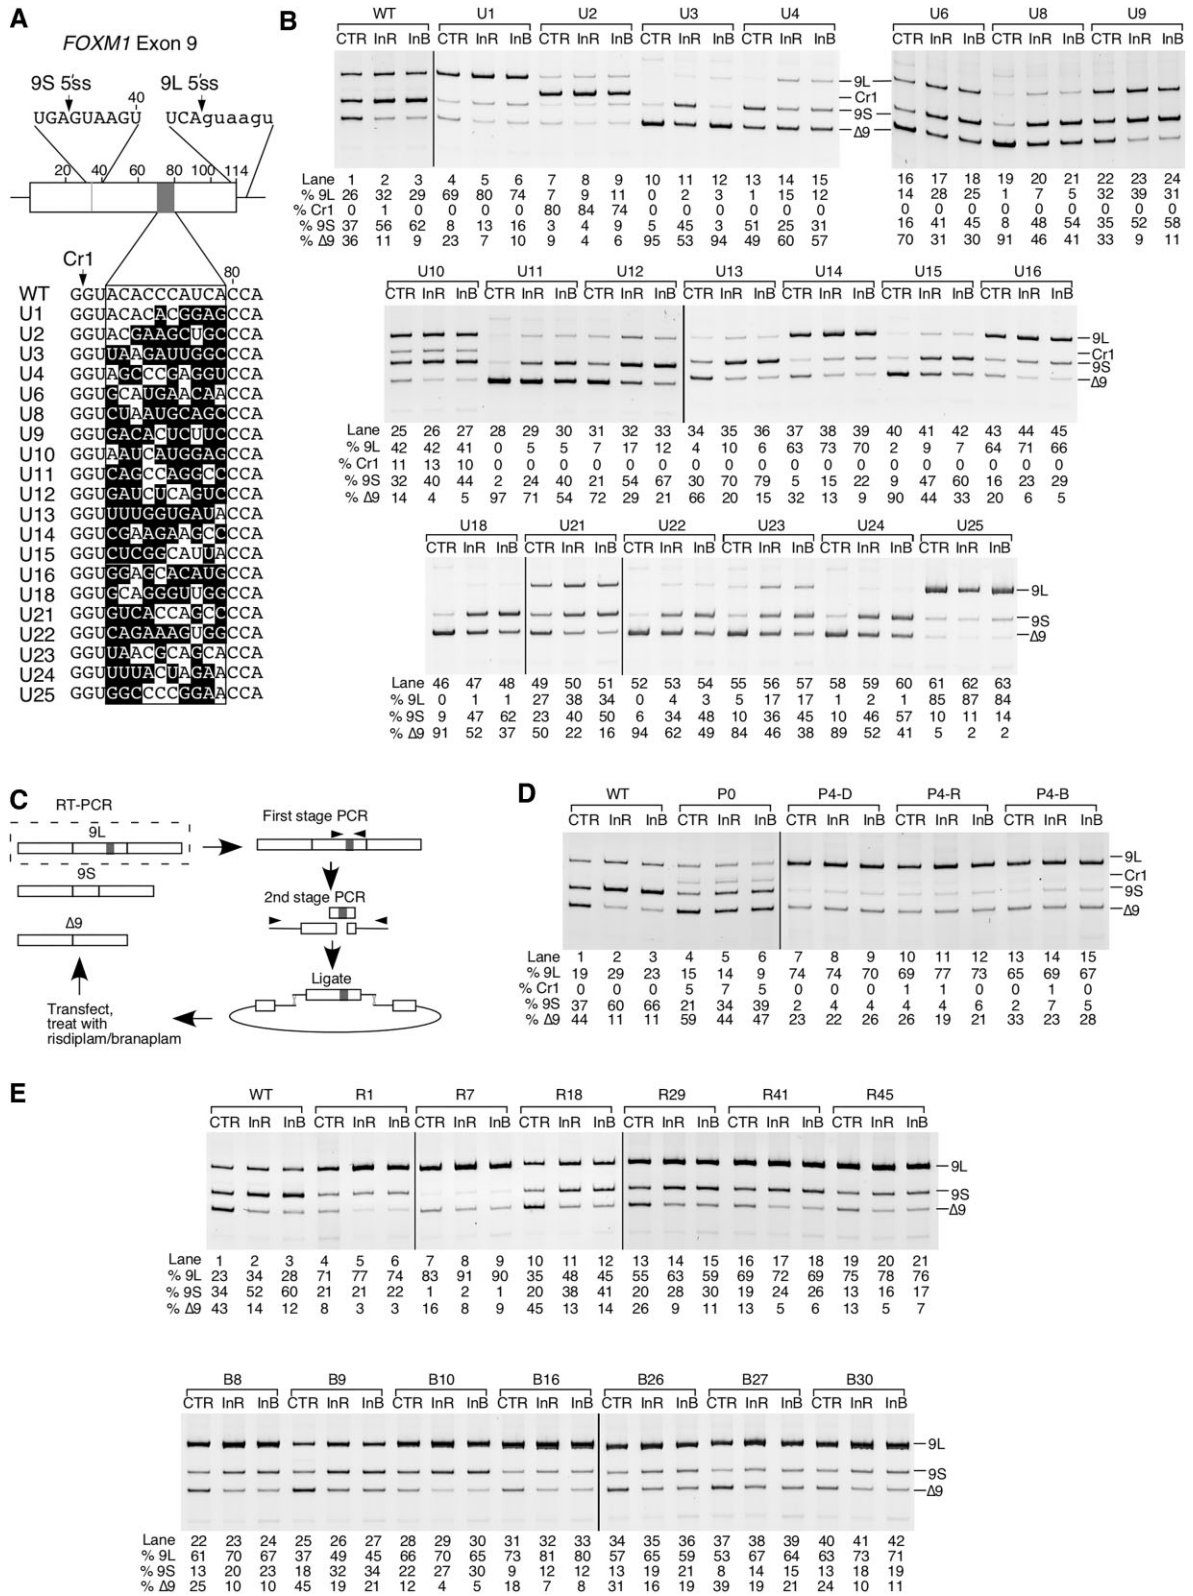 A
FOXM1 Exon 9
9S 5ss 9L 5ss
40
UGAGUAAGU UCAguaagu
20 40 60 80 100 114
Cr1
80
WT GGUACACCCAUCACCA
U1 GGUACACACGGAGCCA
U2 GGUACGAAGCUGCCCA
U3 GGUUAAGAUUGGCCCA
U4 GGUAGCCCGAGGUCCA
U6 GGUGCAUGAACAACCA
U8 GGUCUAAUGCAGCCCA
U9 GGUGACACUCUUCCCA
U10 GGUAAUCAUGGAGCCA
U11 GGUCAGCCAGGCCCCA
U12 GGUGAUCUCAGUCCCA
U13 GGUUUUGGUGAUACCA
U14 GGUCGAAGAAGCCCCA
U15 GGUCUCGGCAUUACCA
U16 GGUGGAGCACAUGCCA
U18 GGUGCAGGGUUGGCCA
U21 GGUGUCACCAGCCCCA
U22 GGUCAGAAAGUGGCCA
U23 GGUUAACGCAGCACCA
U24 GGUUUUACUAGAACCA
U25 GGUGGCCCCGGAACCA
B
WT U1 U2 U3 U4
CTR InR InB CTR InR InB CTR InR InB CTR InR InB CTR InR InB
9L
Cr1
9S
Δ9
Lane 1 2 3 4 5 6 7 8 9 10 11 12 13 14 15
% 9L 26 32 29 69 80 74 7 9 11 0 2 3 1 15 12
% Cr1 0 1 0 0 0 0 80 84 74 0 0 0 0 0 0
% 9S 37 56 62 8 13 16 3 4 9 5 45 3 51 25 31
% Δ9 36 11 9 23 7 10 9 4 6 95 53 94 49 60 57
U6 U8 U9
CTR InR InB CTR InR InB CTR InR InB
16 17 18 19 20 21 22 23 24
14 28 25 1 7 5 32 39 31
0 0 0 0 0 0 0 0 0
16 41 45 8 48 54 35 52 58
70 31 30 91 46 41 33 9 11
U10 U11 U12 U13 U14 U15 U16
CTR InR InB CTR InR InB CTR InR InB CTR InR InB CTR InR InB CTR InR InB CTR InR InB
9L
Cr1
9S
Δ9
Lane 25 26 27 28 29 30 31 32 33 34 35 36 37 38 39 40 41 42 43 44 45
% 9L 42 42 41 0 5 5 7 17 12 4 10 6 63 73 70 2 9 7 64 71 66
% Cr1 11 13 10 0 0 0 0 0 0 0 0 0 0 0 0 0 0 0 0 0 0
% 9S 32 40 44 2 24 40 21 54 67 30 70 79 5 15 22 9 47 60 16 23 29
% Δ9 14 4 5 97 71 54 72 29 21 66 20 15 32 13 9 90 44 33 20 6 5
U18 U21 U22 U23 U24 U25
CTR InR InB CTR InR InB CTR InR InB CTR InR InB CTR InR InB CTR InR InB
9L
9S
Δ9
Lane 46 47 48 49 50 51 52 53 54 55 56 57 58 59 60 61 62 63
% 9L 0 1 1 27 38 34 0 4 3 5 17 17 1 2 1 85 87 84
% 9S 9 47 62 23 40 50 6 34 48 10 36 45 10 46 57 10 11 14
% Δ9 91 52 37 50 22 16 94 62 49 84 46 38 89 52 41 5 2 2
C
RT-PCR
9L
9S
Δ9
First stage PCR
2nd stage PCR
Ligate
Transfect,
treat with
risdiplam/branaplam
D
WT P0 P4-D P4-R P4-B
CTR InR InB CTR InR InB CTR InR InB CTR InR InB CTR InR InB
9L
Cr1
9S
Δ9
Lane 1 2 3 4 5 6 7 8 9 10 11 12 13 14 15
% 9L 19 29 23 15 14 9 74 74 70 69 77 73 65 69 67
% Cr1 0 0 0 5 7 5 0 0 0 1 1 0 0 1 0
% 9S 37 60 66 21 34 39 2 4 4 4 4 6 2 7 5
% Δ9 44 11 11 59 44 47 23 22 26 26 19 21 33 23 28
E
WT R1 R7 R18 R29 R41 R45
CTR InR InB CTR InR InB CTR InR InB CTR InR InB CTR InR InB CTR InR InB CTR InR InB
9L
9S
Δ9
Lane 1 2 3 4 5 6 7 8 9 10 11 12 13 14 15 16 17 18 19 20 21
% 9L 23 34 28 71 77 74 83 91 90 35 48 45 55 63 59 69 72 69 75 78 76
% 9S 34 52 60 21 21 22 1 2 1 20 38 41 20 28 30 19 24 26 13 16 17
% Δ9 43 14 12 8 3 3 16 8 9 45 13 14 26 9 11 13 5 6 13 5 7
B8 B9 B10 B16 B26 B27 B30
CTR InR InB CTR InR InB CTR InR InB CTR InR InB CTR InR InB CTR InR InB CTR InR InB
9L
9S
Δ9
Lane 22 23 24 25 26 27 28 29 30 31 32 33 34 35 36 37 38 39 40 41 42
% 9L 61 70 67 37 49 45 66 70 65 73 81 80 57 65 59 53 67 64 63 73 71
% 9S 13 20 23 18 32 34 22 27 30 9 12 12 13 19 21 8 14 15 13 18 19
% Δ9 25 10 10 45 19 21 12 4 5 18 7 8 31 16 19 39 19 21 24 10 11